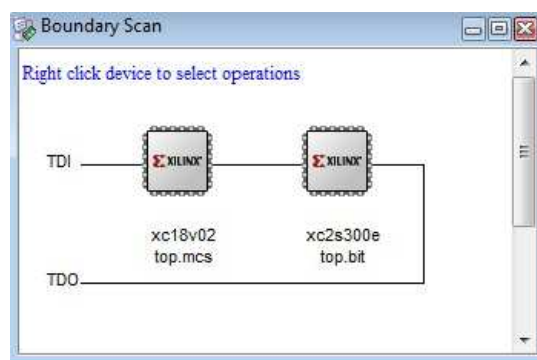 Boundary Scan
Right click device to select operations
TDI
XILINX
XILINX
xc18v02
xc2s300e
top.mcs
top.bit
TDO